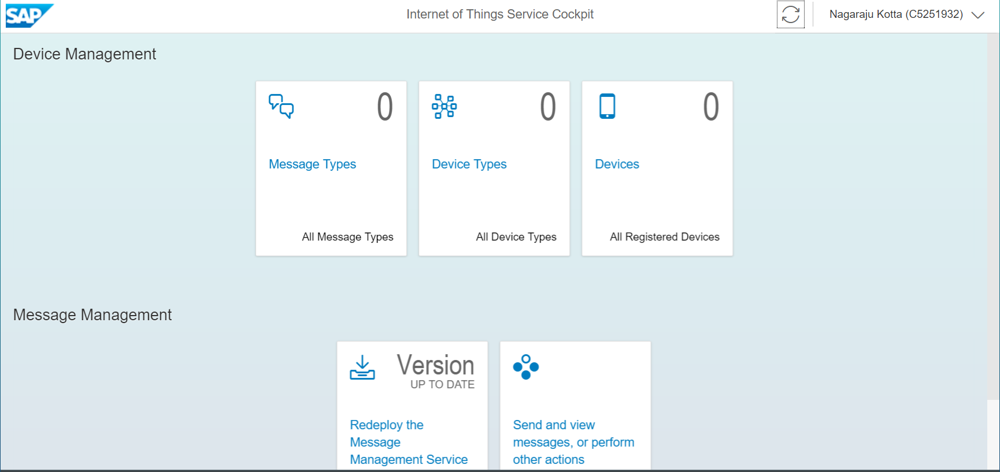 SAP
Internet of Things Service Cockpit
Nagaraju Kotta (C5251932)
Device Management
0
Message Types
All Message Types
0
Device Types
All Device Types
0
Devices
All Registered Devices
Message Management
Version
UP TO DATE
Redeploy the
Message
Management Service
Send and view
messages, or perform
other actions